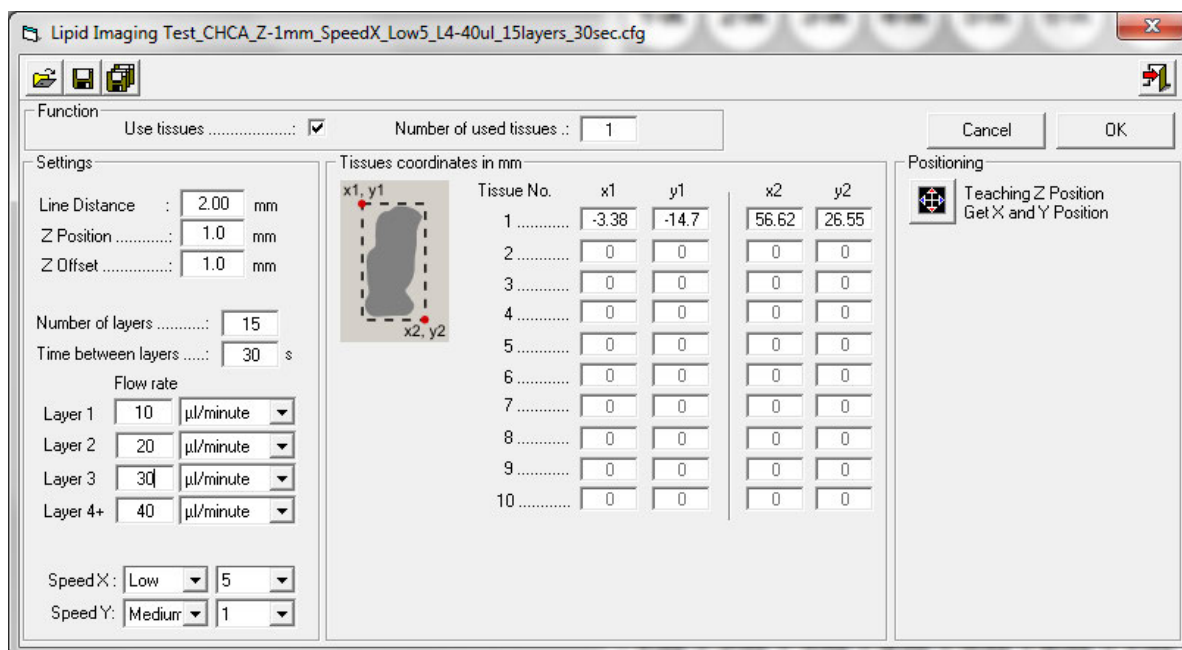 Lipid Imaging Test_CHCA_Z-1mm_SpeedX_Low5_L4-40ul_15layers_30sec.cfg
Function
Use tissues ...................: Number of used tissues .: 1
Cancel OK
Settings
Line Distance : 2.00 mm
Z Position ...........: 1.0 mm
Z Offset ..............: 1.0 mm
Number of layers ..........: 15
Time between layers .....: 30 s
Flow rate
Layer 1 10 µl/minute
Layer 2 20 µl/minute
Layer 3 30 µl/minute
Layer 4+ 40 µl/minute
Speed X : Low 5
Speed Y: Medium 1
Tissues coordinates in mm
x1, y1
x2, y2
Tissue No. x1 y1 x2 y2
1 ............ -3.38 -14.7 56.62 26.55
2 ............ 0 0 0 0
3 ............ 0 0 0 0
4 ............ 0 0 0 0
5 ............ 0 0 0 0
6 ............ 0 0 0 0
7 ............ 0 0 0 0
8 ............ 0 0 0 0
9 ............ 0 0 0 0
10 ............ 0 0 0 0
Positioning
Teaching Z Position
Get X and Y Position